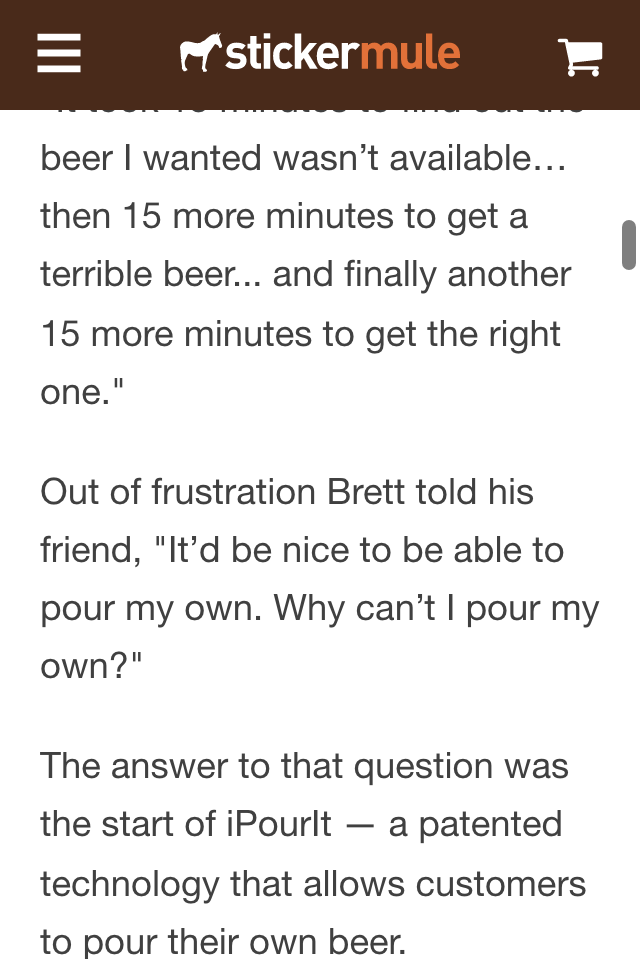 stickermule
beer I wanted wasn’t available…
then 15 more minutes to get a
terrible beer... and finally another
15 more minutes to get the right
one."
Out of frustration Brett told his
friend, "It’d be nice to be able to
pour my own. Why can’t I pour my
own?"
The answer to that question was
the start of iPourIt — a patented
technology that allows customers
to pour their own beer.